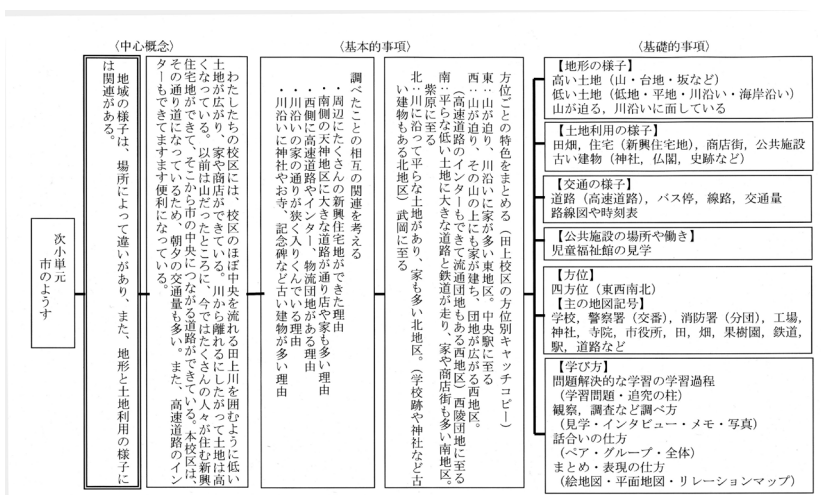 〈中心概念〉
〈基本的事項〉
〈基礎的事項〉
【地形の様子】
高い土地（山・台地・坂など）
低い土地（低地・平地・川沿い・海岸沿い）
山が迫る，川沿いに面している
【土地利用の様子】
田畑，住宅（新興住宅地），商店街，公共施設
古い建物（神社，仏閣，史跡など）
【交通の様子】
道路（高速道路），バス停，線路，交通量
路線図や時刻表
【公共施設の場所や働き】
児童福祉館の見学
【方位】
四方位（東西南北）
【主の地図記号】
学校，警察署（交番），消防署（分団），工場，
神社，寺院，市役所，田，畑，果樹園，鉄道，
駅，道路など
【学び方】
問題解決的な学習の学習過程
（学習問題・追究の柱）
観察，調査など調べ方
（見学・インタビュー・メモ・写真）
話合いの仕方
（ペア・グループ・全体）
まとめ・表現の仕方
（絵地図・平面地図・リレーションマップ）
方位ごとの特色をまとめる（田上校区の方位別キャッチコピー）
東：山が迫り、川沿いに家が多い東地区。中央駅に至る
西：山が迫り、その山の上にも家が建ち、団地が広がる西地区。
（高速道路のインターもできて流通団地もある西地区）西陵団地に至る
南：平らな低い土地に大きな道路と鉄道が走り、家や商店街も多い南地区。
紫原に至る
北：川に沿って平らな土地があり、家も多い北地区。（学校跡や神社など古
い建物もある北地区）武岡に至る
調べたことの相互の関連を考える
・周辺にたくさんの新興住宅地ができた理由
・南側の天神地区に大きな道路が通り店や家も多い理由
・西側に高速道路やインター、物流団地がある理由
・川沿いの家の通りが狭く入りくんでいる理由
・川沿いに神社やお寺、記念碑など古い建物が多い理由
わたしたちの校区には、校区のほぼ中央を流れる田上川を囲むように低い
土地が広がり、家や商店ができている。川から離れるにしたがって土地は高
くなっている。以前は山だったところに、今ではたくさんの人々が住む新興
住宅地ができて、そこから市の中央につながる道路ができている。本校区は、
その通り道になっているため、朝夕の交通量も多い。また、高速道路のイン
ターもできてますます便利になっている。
地域の様子は、場所によって違いがあり、また、地形と土地利用の様子に
は関連がある。
次小単元
市のようす